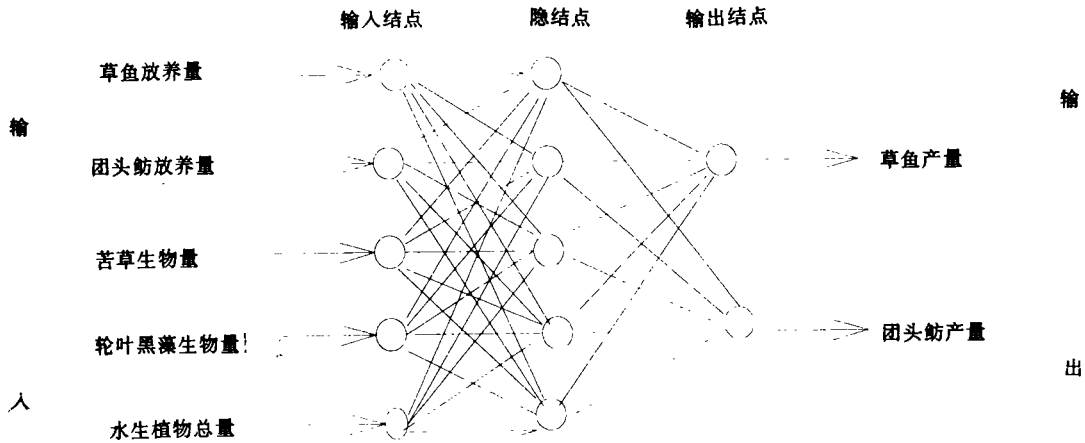 输入结点 隐结点 输出结点
草鱼放养量
输
输
团头鲂放养量
草鱼产量
苦草生物量
轮叶黑藻生物量
团头鲂产量
出
入
水生植物总量